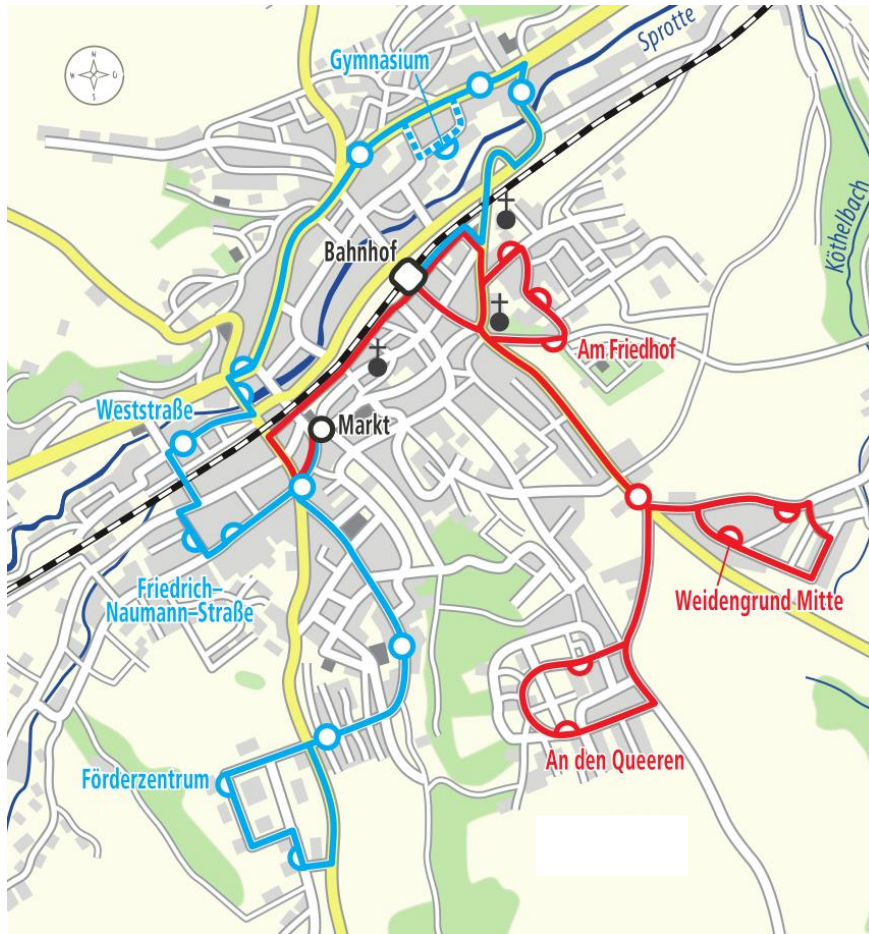 Sprotte
Gymnasium
N
W
O
S
Köthelbach
Bahnhof
Am Friedhof
Weststraße
Markt
Friedrich–
Naumann–Straße
Weidengrund Mitte
An den Queeren
Förderzentrum